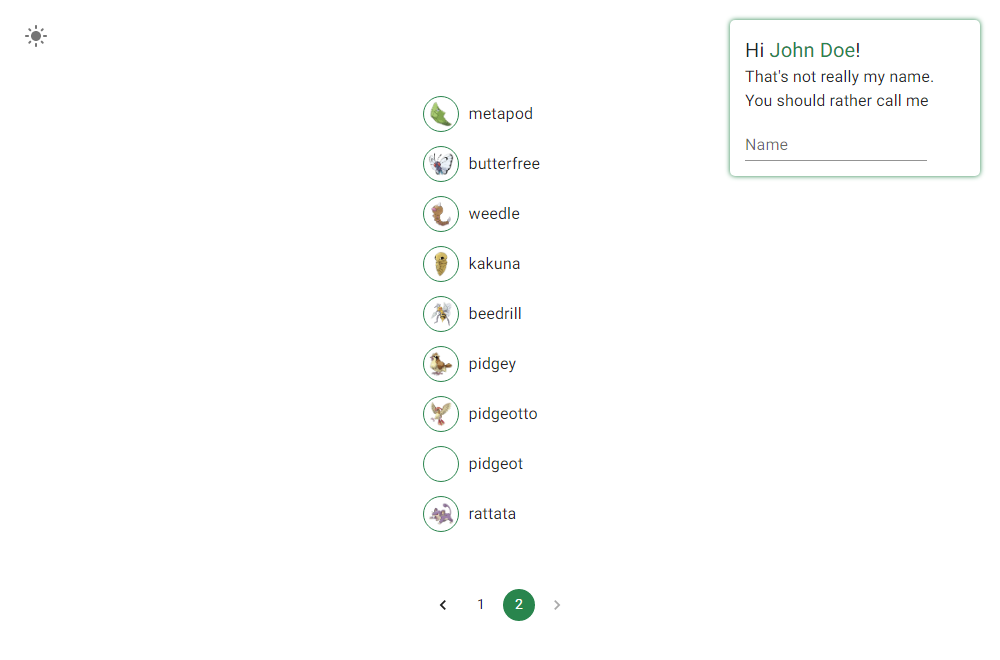 Hi John Doe!
That's not really my name.
You should rather call me
Name
metapod
butterfree
weedle
kakuna
beedrill
pidgey
pidgeotto
pidgeot
rattata
1 2